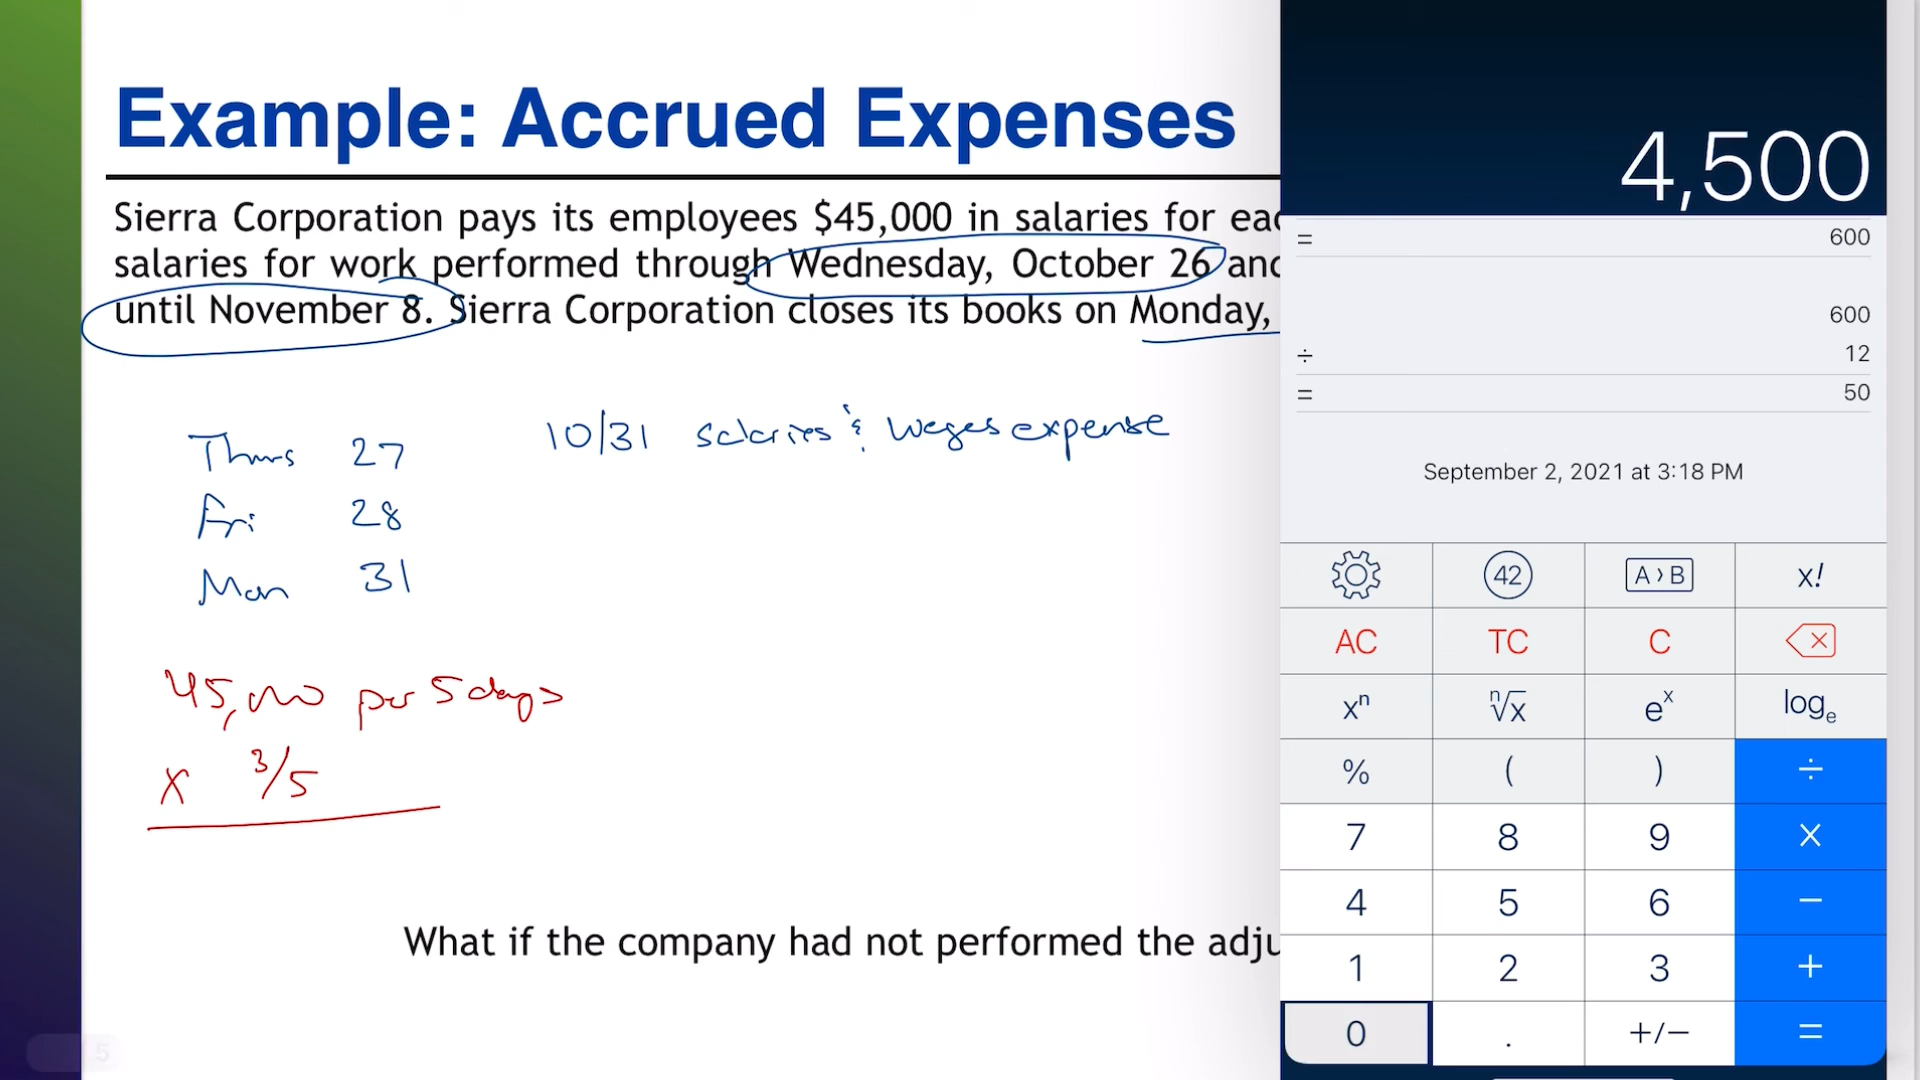 Example: Accrued Expenses
Sierra Corporation pays its employees $45,000 in salaries for eac
salaries for work performed through Wednesday, October 26 and
until November 8. Sierra Corporation closes its books on Monday,
Thurs 27
Fri 28
Mon 31
10/31 salaries & wages expense
45,000 per 5 days
x 3/5
What if the company had not performed the adju
5
4,500
= 600
600
÷ 12
= 50
September 2, 2021 at 3:18 PM
42 A›B x!
AC TC C
xⁿ ⁿ√x eˣ logₑ
% ( ) ÷
7 8 9 ×
4 5 6 −
1 2 3 +
0 . +/− =